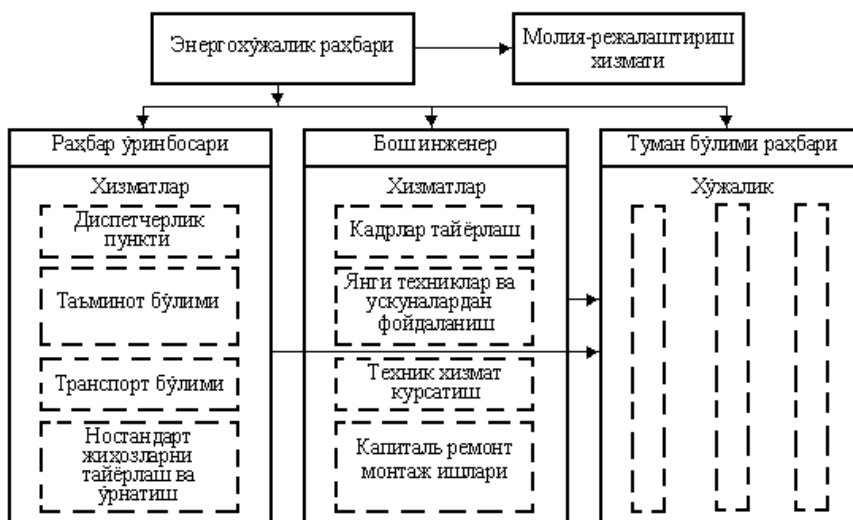 Энергохўжалик раҳбари
Молия-режалаштириш
хизмати
Раҳбар ўринбосари
Хизматлар
Диспетчерлик
пункти
Таъминот бўлими
Транспорт бўлими
Ностандарт
жиҳозларни
тайёрлаш ва
ўрнатиш
Бош инженер
Хизматлар
Кадрлар тайёрлаш
Янги техниклар ва
ускуналардан
фойдаланиш
Техник хизмат
курсатиш
Капиталь ремонт
монтаж ишлари
Туман бўлими раҳбари
Хўжалик